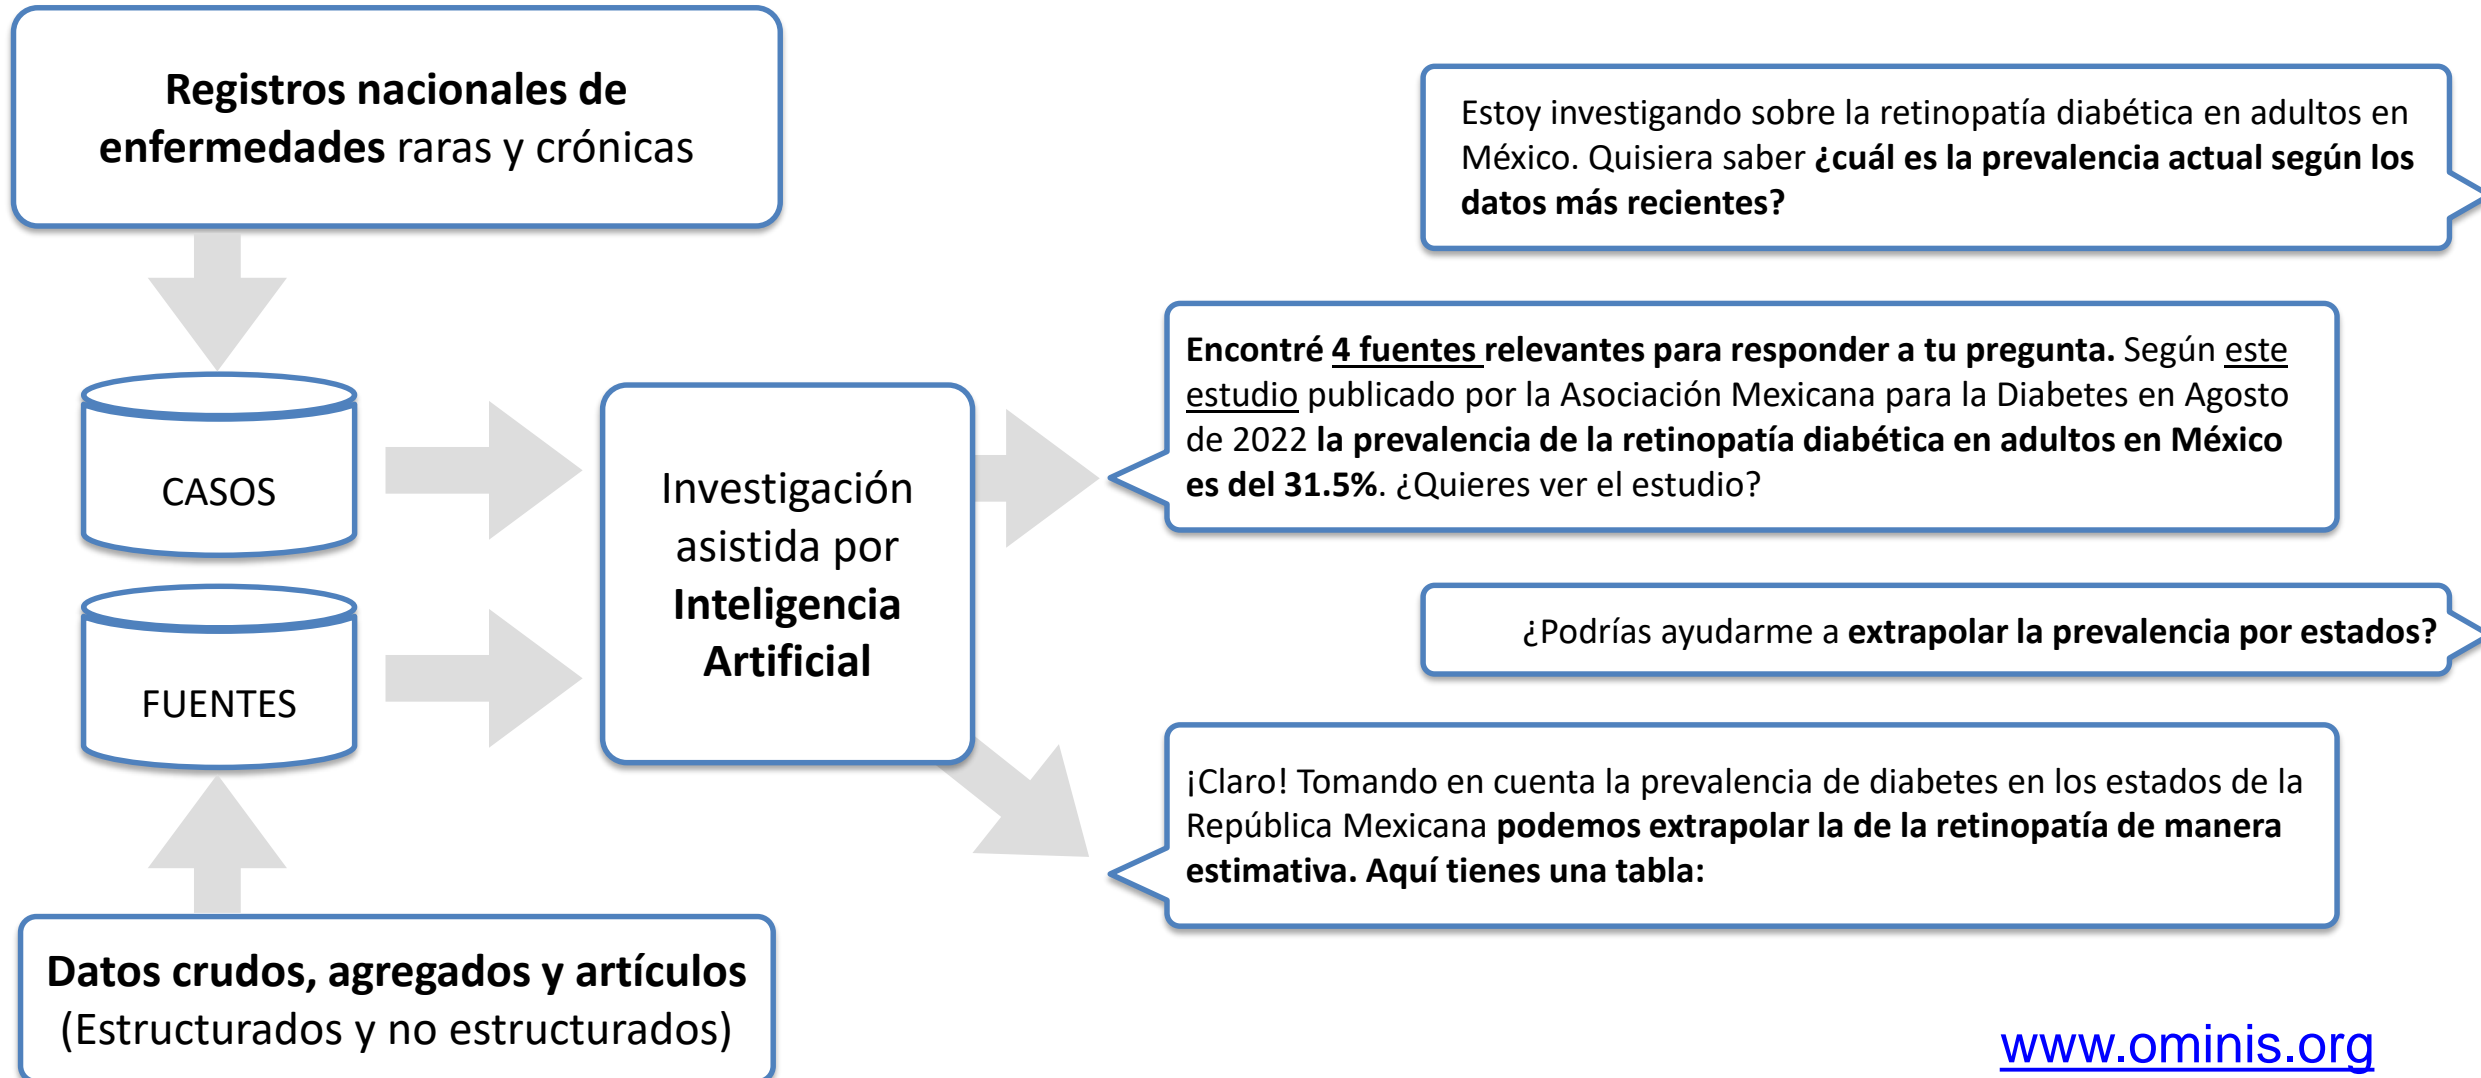 Registros nacionales de
enfermedades raras y crónicas
CASOS
FUENTES
Datos crudos, agregados y artículos
(Estructurados y no estructurados)
Investigación
asistida por
Inteligencia
Artificial
Estoy investigando sobre la retinopatía diabética en adultos en
México. Quisiera saber ¿cuál es la prevalencia actual según los
datos más recientes?
Encontré 4 fuentes relevantes para responder a tu pregunta. Según este
estudio publicado por la Asociación Mexicana para la Diabetes en Agosto
de 2022 la prevalencia de la retinopatía diabética en adultos en México
es del 31.5%. ¿Quieres ver el estudio?
¿Podrías ayudarme a extrapolar la prevalencia por estados?
¡Claro! Tomando en cuenta la prevalencia de diabetes en los estados de la
República Mexicana podemos extrapolar la de la retinopatía de manera
estimativa. Aquí tienes una tabla:
www.ominis.org